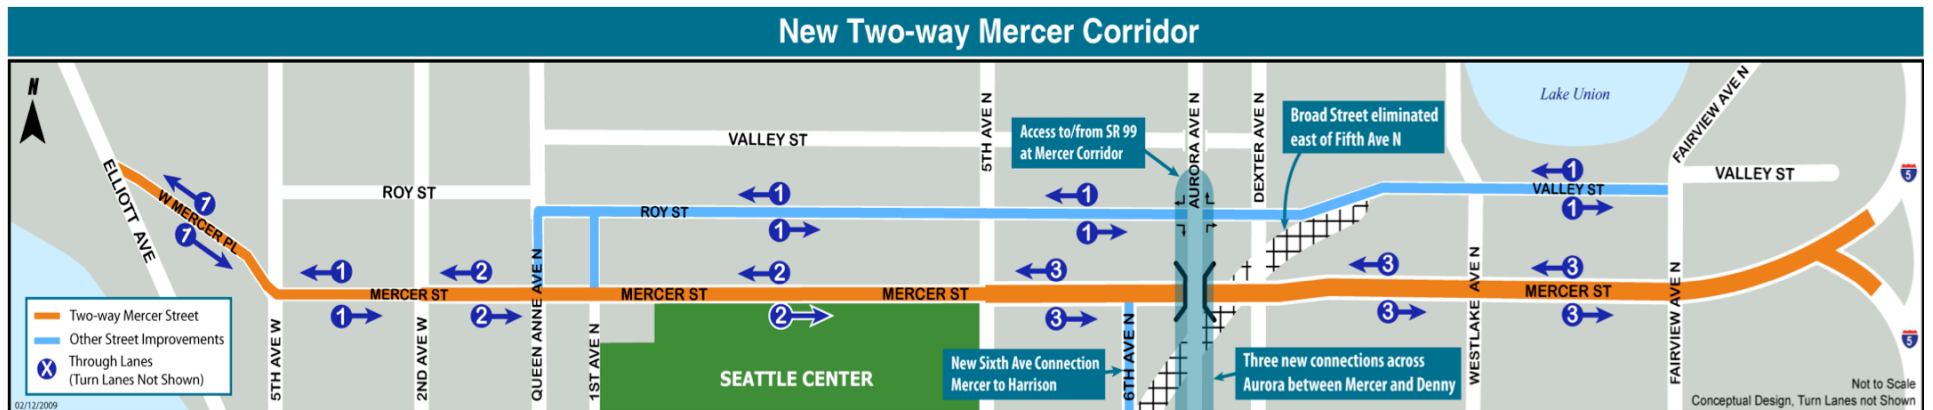 New Two-way Mercer Corridor
N
Lake Union
FAIRVIEW AVE N
5TH AVE N
AURORA AVE N
DEXTER AVE N
Broad Street eliminated
east of Fifth Ave N
Access to/from SR 99
at Mercer Corridor
VALLEY ST
ELLIOTT AVE
W MERCER PL
1
1
ROY ST
1
1
1
VALLEY ST
VALLEY ST
5
ROY ST
1
1
1
1
2
2
3
3
3
MERCER ST
MERCER ST
MERCER ST
MERCER ST
1
2
2
3
3
3
5
Two-way Mercer Street
Other Street Improvements
X
Through Lanes
(Turn Lanes Not Shown)
5TH AVE W
2ND AVE W
QUEEN ANNE AVE N
1ST AVE N
SEATTLE CENTER
New Sixth Ave Connection
Mercer to Harrison
6TH AVE N
Three new connections across
Aurora between Mercer and Denny
WESTLAKE AVE N
FAIRVIEW AVE N
Not to Scale
Conceptual Design, Turn Lanes not Shown
02/12/2009